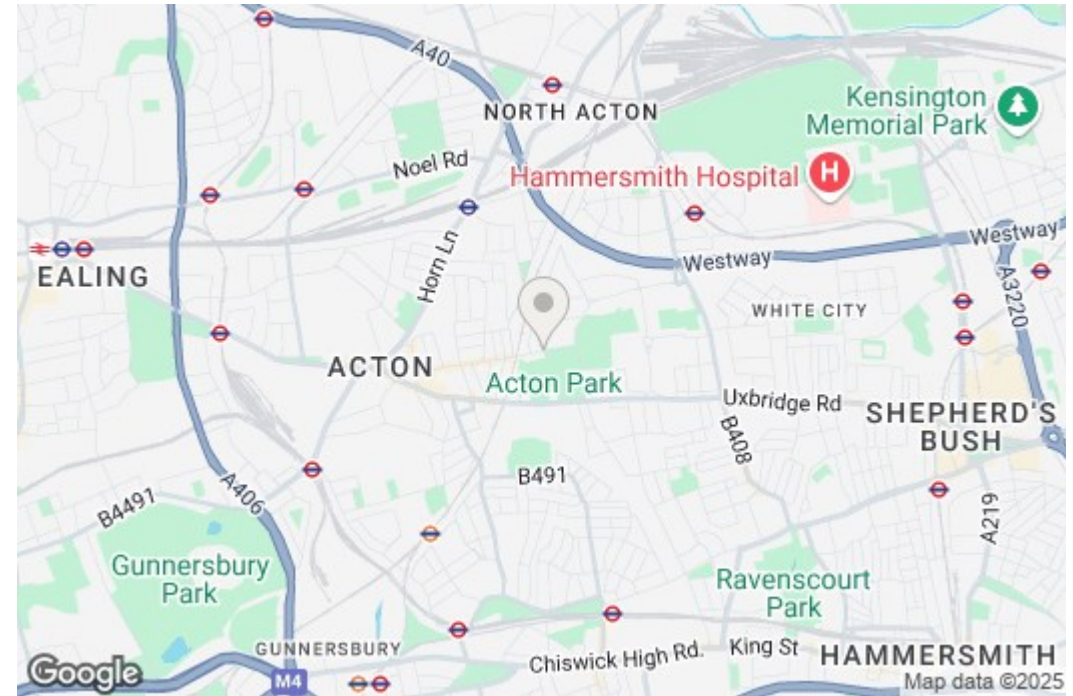 A40
NORTH ACTON
Kensington
Memorial Park
Noel Rd
Hammersmith Hospital
H
Westway
Westway
EALING
Horn Ln
A3220
WHITE CITY
ACTON
Acton Park
Uxbridge Rd
SHEPHERD'S
BUSH
B408
B491
A406
B4491
A219
Gunnersbury
Park
Ravenscourt
Park
GUNNERSBURY
Chiswick High Rd.
King St
HAMMERSMITH
Google
M4
Map data ©2025